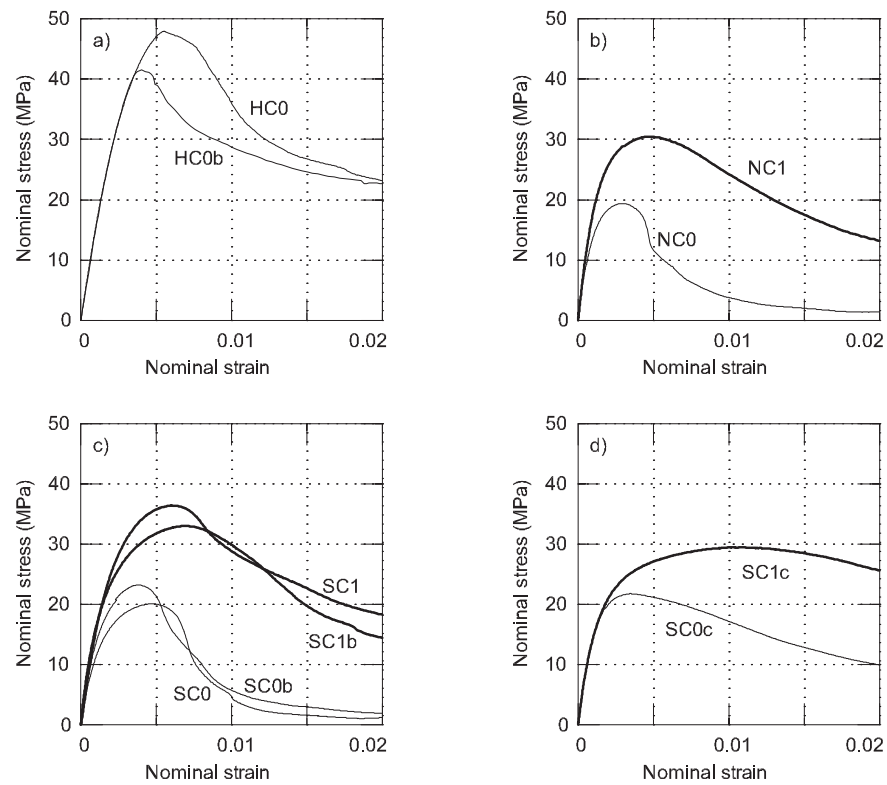 a)
50
40
30
20
10
0
Nominal stress (MPa)
HC0
HC0b
0
0.01
0.02
Nominal strain
b)
50
40
30
20
10
0
Nominal stress (MPa)
NC1
NC0
0
0.01
0.02
Nominal strain
c)
50
40
30
20
10
0
Nominal stress (MPa)
SC1
SC1b
SC0b
SC0
0
0.01
0.02
Nominal strain
d)
50
40
30
20
10
0
Nominal stress (MPa)
SC1c
SC0c
0
0.01
0.02
Nominal strain